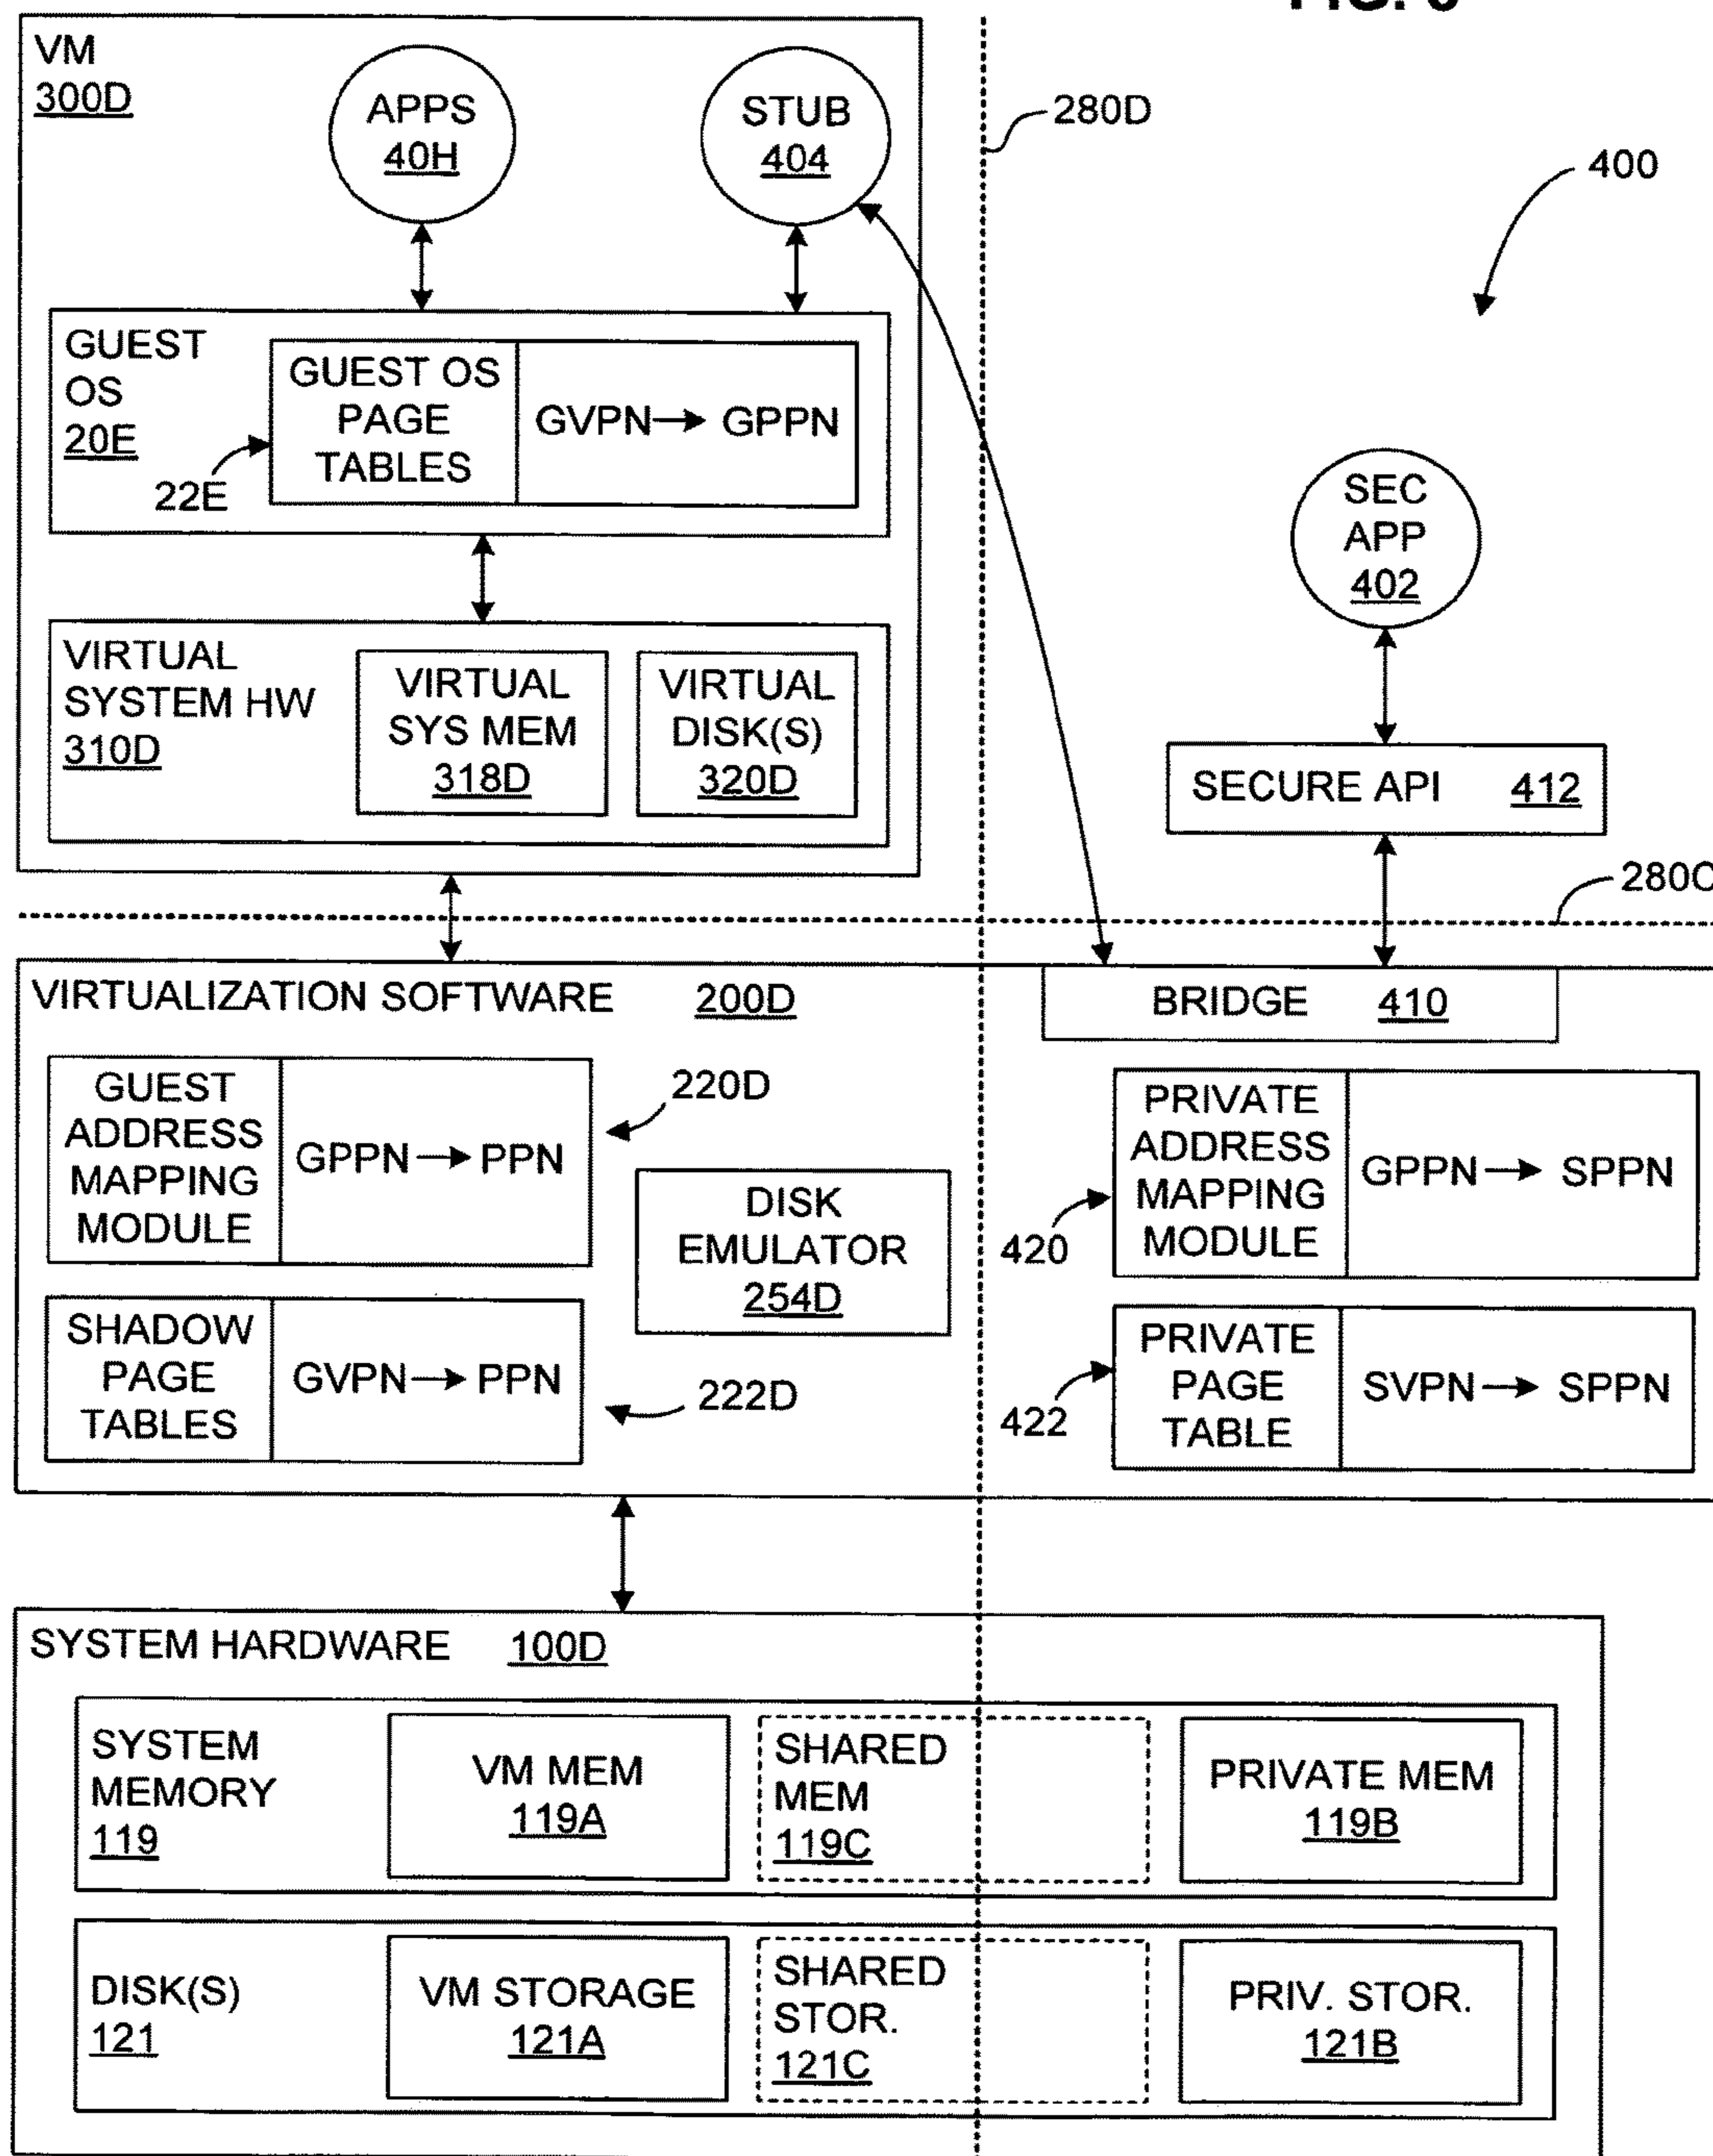 VM
300D
APPS
40H
STUB
404
280D
400
GUEST
OS
20E
GUEST OS
PAGE
TABLES
GVPN → GPPN
22E
SEC
APP
402
VIRTUAL
SYSTEM HW
310D
VIRTUAL
SYS MEM
318D
VIRTUAL
DISK(S)
320D
SECURE API 412
280C
VIRTUALIZATION SOFTWARE 200D
BRIDGE 410
GUEST
ADDRESS
MAPPING
MODULE
GPPN → PPN
220D
DISK
EMULATOR
254D
PRIVATE
ADDRESS
MAPPING
MODULE
GPPN → SPPN
420
SHADOW
PAGE
TABLES
GVPN → PPN
222D
PRIVATE
PAGE
TABLE
SVPN → SPPN
422
SYSTEM HARDWARE 100D
SYSTEM
MEMORY
119
VM MEM
119A
SHARED
MEM
119C
PRIVATE MEM
119B
DISK(S)
121
VM STORAGE
121A
SHARED
STOR.
121C
PRIV. STOR.
121B